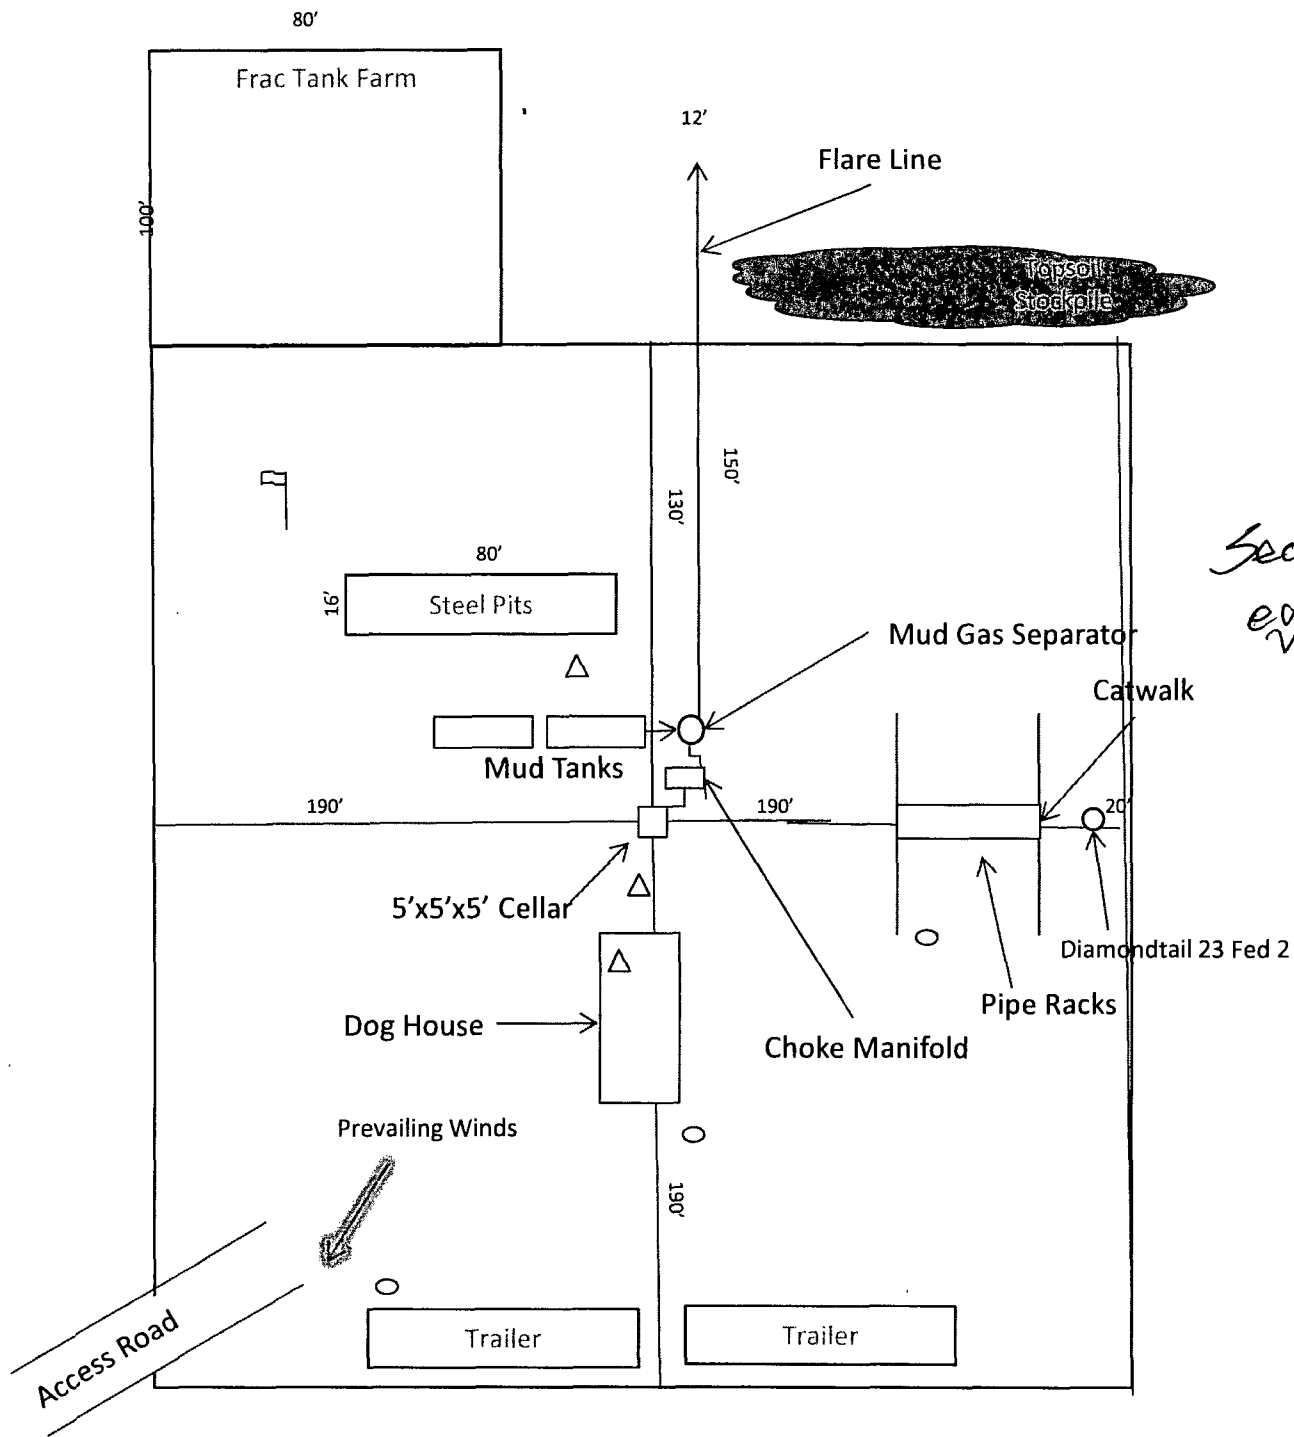 80’
Frac Tank Farm
100’
12’
Flare Line
Topsoil
Stockpile
150’
130’
80’
16’
Steel Pits
Mud Gas Separator
Catwalk
Mud Tanks
190’
190’
20’
5’x5’x5’ Cellar
Diamondtail 23 Fed 2
Pipe Racks
Dog House
Choke Manifold
Prevailing Winds
190’
Trailer
Trailer
Access Road